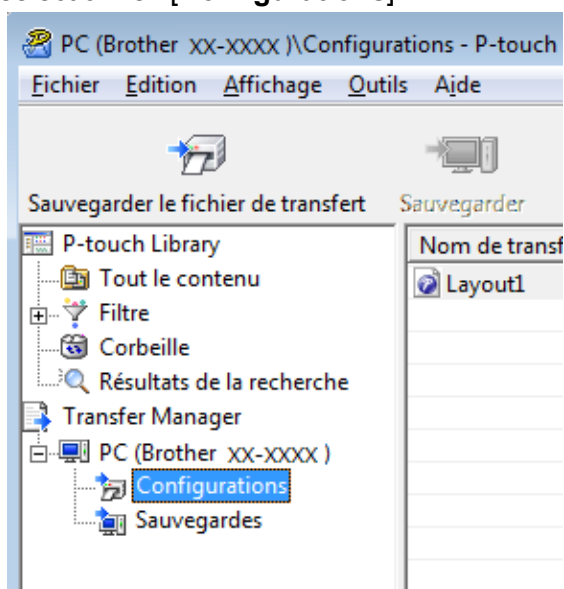 [Configurations]
PC (Brother XX-XXXX )\Configurations - P-touch
Fichier Edition Affichage Outils Aide
Sauvegarder le fichier de transfert Sauvegarder
P-touch Library
Tout le contenu
Filtre
Corbeille
Résultats de la recherche
Transfer Manager
PC (Brother XX-XXXX )
Configurations
Sauvegardes
Nom de transf
Layout1